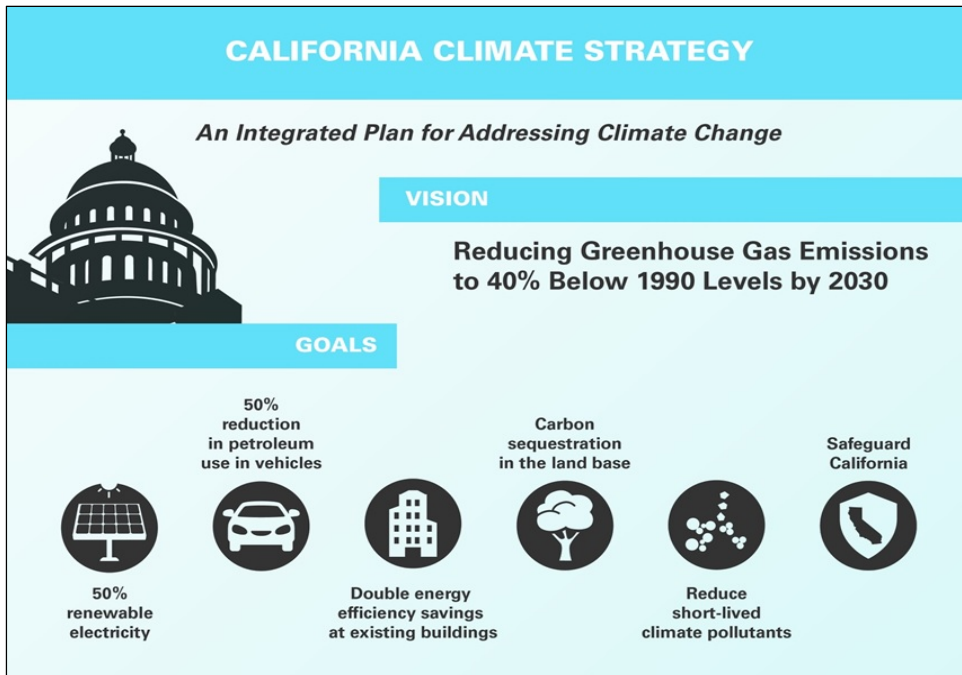 CALIFORNIA CLIMATE STRATEGY
An Integrated Plan for Addressing Climate Change
VISION
Reducing Greenhouse Gas Emissions
to 40% Below 1990 Levels by 2030
GOALS
50%
renewable
electricity
50%
reduction
in petroleum
use in vehicles
Double energy
efficiency savings
at existing buildings
Carbon
sequestration
in the land base
Reduce
short-lived
climate pollutants
Safeguard
California